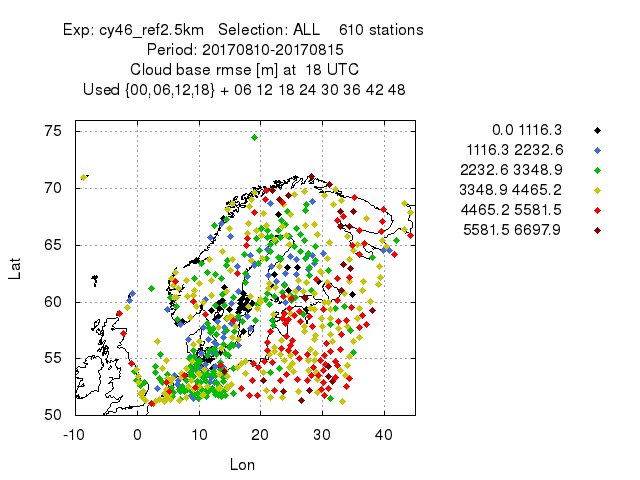 Exp: cy46_ref2.5km   Selection: ALL    610 stations
Period: 20170810-20170815
Cloud base rmse [m] at  18 UTC
Used {00,06,12,18} + 06 12 18 24 30 36 42 48
0.0 1116.3
1116.3 2232.6
2232.6 3348.9
3348.9 4465.2
4465.2 5581.5
5581.5 6697.9
75
70
65
60
55
50
Lat
-10 0 10 20 30 40
Lon